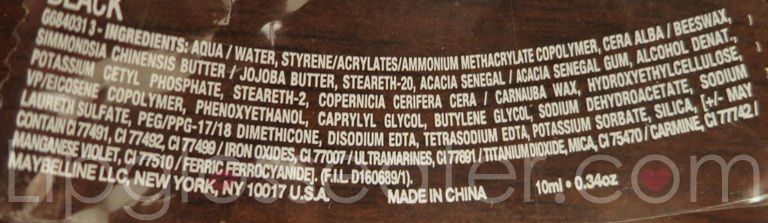 BLACK
G6840313 - INGREDIENTS: AQUA / WATER, STYRENE/ACRYLATES/AMMONIUM METHACRYLATE COPOLYMER, CERA ALBA / BEESWAX,
SIMMONDSIA CHINENSIS BUTTER / JOJOBA BUTTER, STEARETH-20, ACACIA SENEGAL / ACACIA SENEGAL GUM, ALCOHOL DENAT.,
POTASSIUM CETYL PHOSPHATE, STEARETH-2, COPERNICIA CERIFERA CERA / CARNAUBA WAX, HYDROXYETHYLCELLULOSE,
VP/EICOSENE COPOLYMER, PHENOXYETHANOL, CAPRYLYL GLYCOL, BUTYLENE GLYCOL, SODIUM DEHYDROACETATE, SODIUM
LAURETH SULFATE, PEG/PPG-17/18 DIMETHICONE, DISODIUM EDTA, TETRASODIUM EDTA, POTASSIUM SORBATE, SILICA, [+/- MAY
CONTAIN CI 77491, CI 77492, CI 77499 / IRON OXIDES, CI 77007 / ULTRAMARINES, CI 77891 / TITANIUM DIOXIDE, MICA, CI 75470 / CARMINE, CI 77742 /
MANGANESE VIOLET, CI 77510 / FERRIC FERROCYANIDE]. (F.I.L. D160689/1).
MAYBELLINE LLC, NEW YORK, NY 10017 U.S.A. MADE IN CHINA 10ml • 0.34oz
Lipglosseater.com